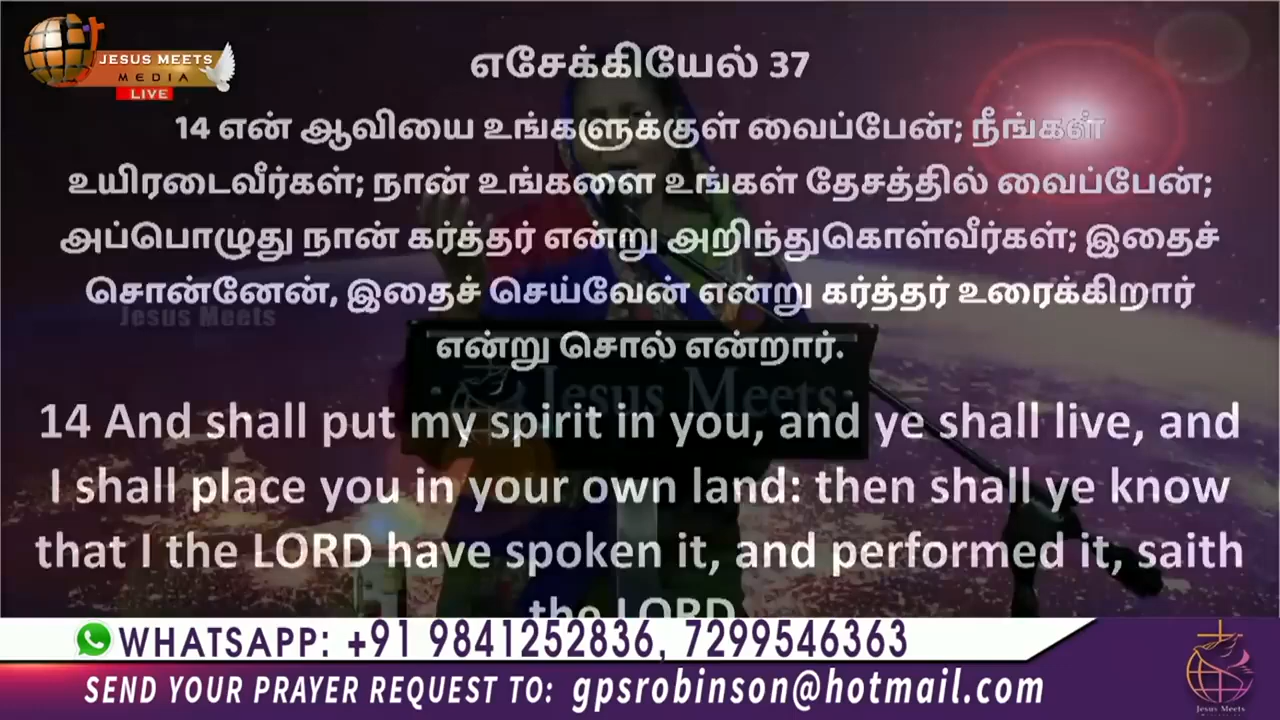 JESUS MEETS
MEDIA
LIVE
எசேக்கியேல் 37
14 என் ஆவியை உங்களுக்குள் வைப்பேன்; நீங்கள்
உயிரடைவீர்கள்; நான் உங்களை உங்கள் தேசத்தில் வைப்பேன்;
அப்பொழுது நான் கர்த்தர் என்று அறிந்துகொள்வீர்கள்; இதைச்
சொன்னேன், இதைச் செய்வேன் என்று கர்த்தர் உரைக்கிறார்
Jesus Meets
என்று சொல் என்றார்.
Jesus Meets
14 And shall put my spirit in you, and ye shall live, and
I shall place you in your own land: then shall ye know
that I the LORD have spoken it, and performed it, saith
the LORD
WHATSAPP: +91 9841252836, 7299546363
SEND YOUR PRAYER REQUEST TO: gpsrobinson@hotmail.com
Jesus Meets